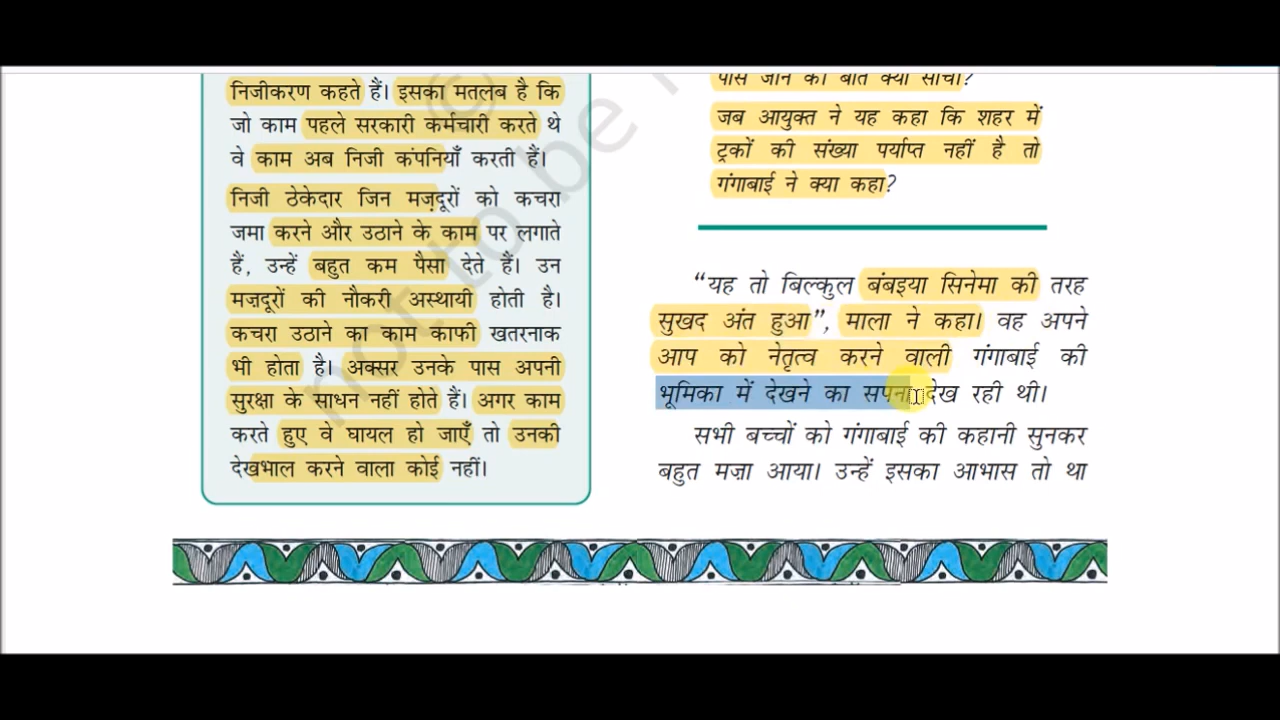 निजीकरण कहते हैं। इसका मतलब है कि
जो काम पहले सरकारी कर्मचारी करते थे
वे काम अब निजी कंपनियाँ करती हैं।
निजी ठेकेदार जिन मज़दूरों को कचरा
जमा करने और उठाने के काम पर लगाते
हैं, उन्हें बहुत कम पैसा देते हैं। उन
मज़दूरों की नौकरी अस्थायी होती है।
कचरा उठाने का काम काफी खतरनाक
भी होता है। अक्सर उनके पास अपनी
सुरक्षा के साधन नहीं होते हैं। अगर काम
करते हुए वे घायल हो जाएँ तो उनकी
देखभाल करने वाला कोई नहीं।
पास जाने की बात क्यों सोची?
जब आयुक्त ने यह कहा कि शहर में
ट्रकों की संख्या पर्याप्त नहीं है तो
गंगाबाई ने क्या कहा?
“यह तो बिल्कुल बंबइया सिनेमा की तरह
सुखद अंत हुआ”, माला ने कहा। वह अपने
आप को नेतृत्व करने वाली गंगाबाई की
भूमिका में देखने का सपना देख रही थी।
सभी बच्चों को गंगाबाई की कहानी सुनकर
बहुत मज़ा आया। उन्हें इसका आभास तो था
not to be
©